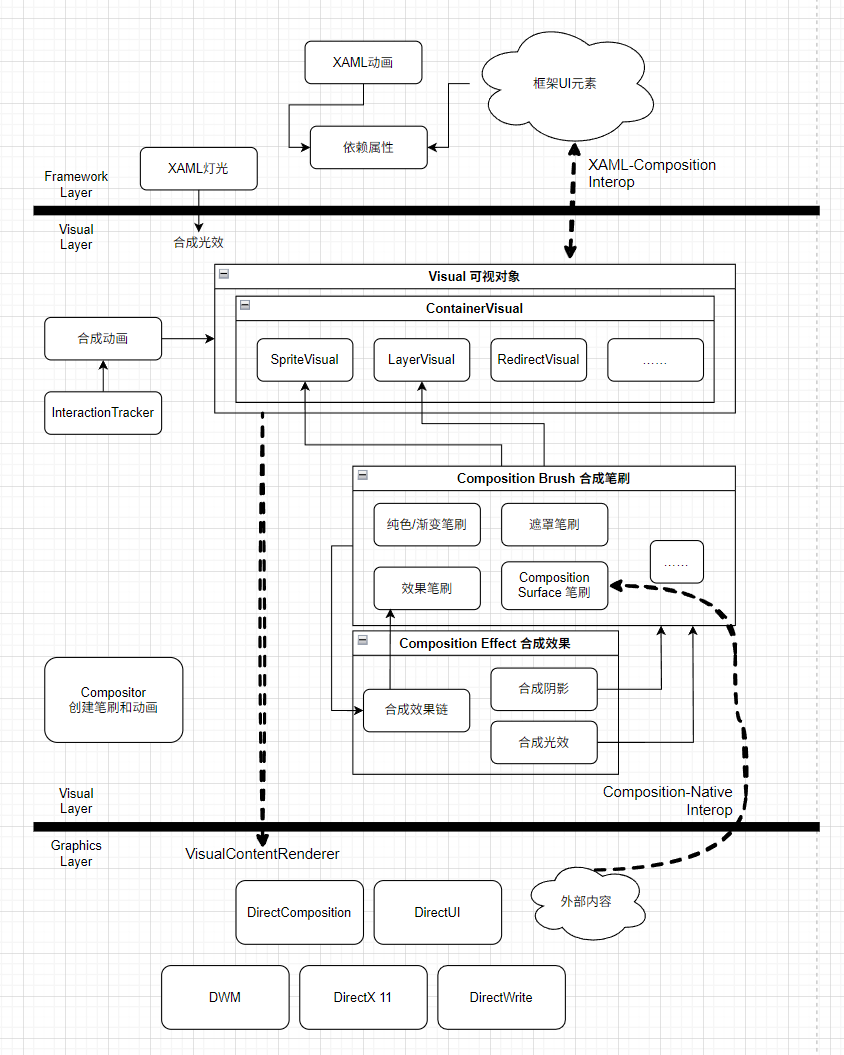 XAML动画
框架UI元素
依赖属性
XAML灯光
XAML-Composition
Interop
Framework
Layer
Visual
Layer
合成光效
Visual 可视对象
ContainerVisual
合成动画
SpriteVisual
LayerVisual
RedirectVisual
……
InteractionTracker
Composition Brush 合成笔刷
纯色/渐变笔刷
遮罩笔刷
……
效果笔刷
Composition
Surface 笔刷
Composition Effect 合成效果
合成阴影
合成效果链
合成光效
Compositor
创建笔刷和动画
Visual
Layer
Composition-Native
Interop
Graphics
Layer
VisualContentRenderer
外部内容
DirectComposition
DirectUI
DWM
DirectX 11
DirectWrite